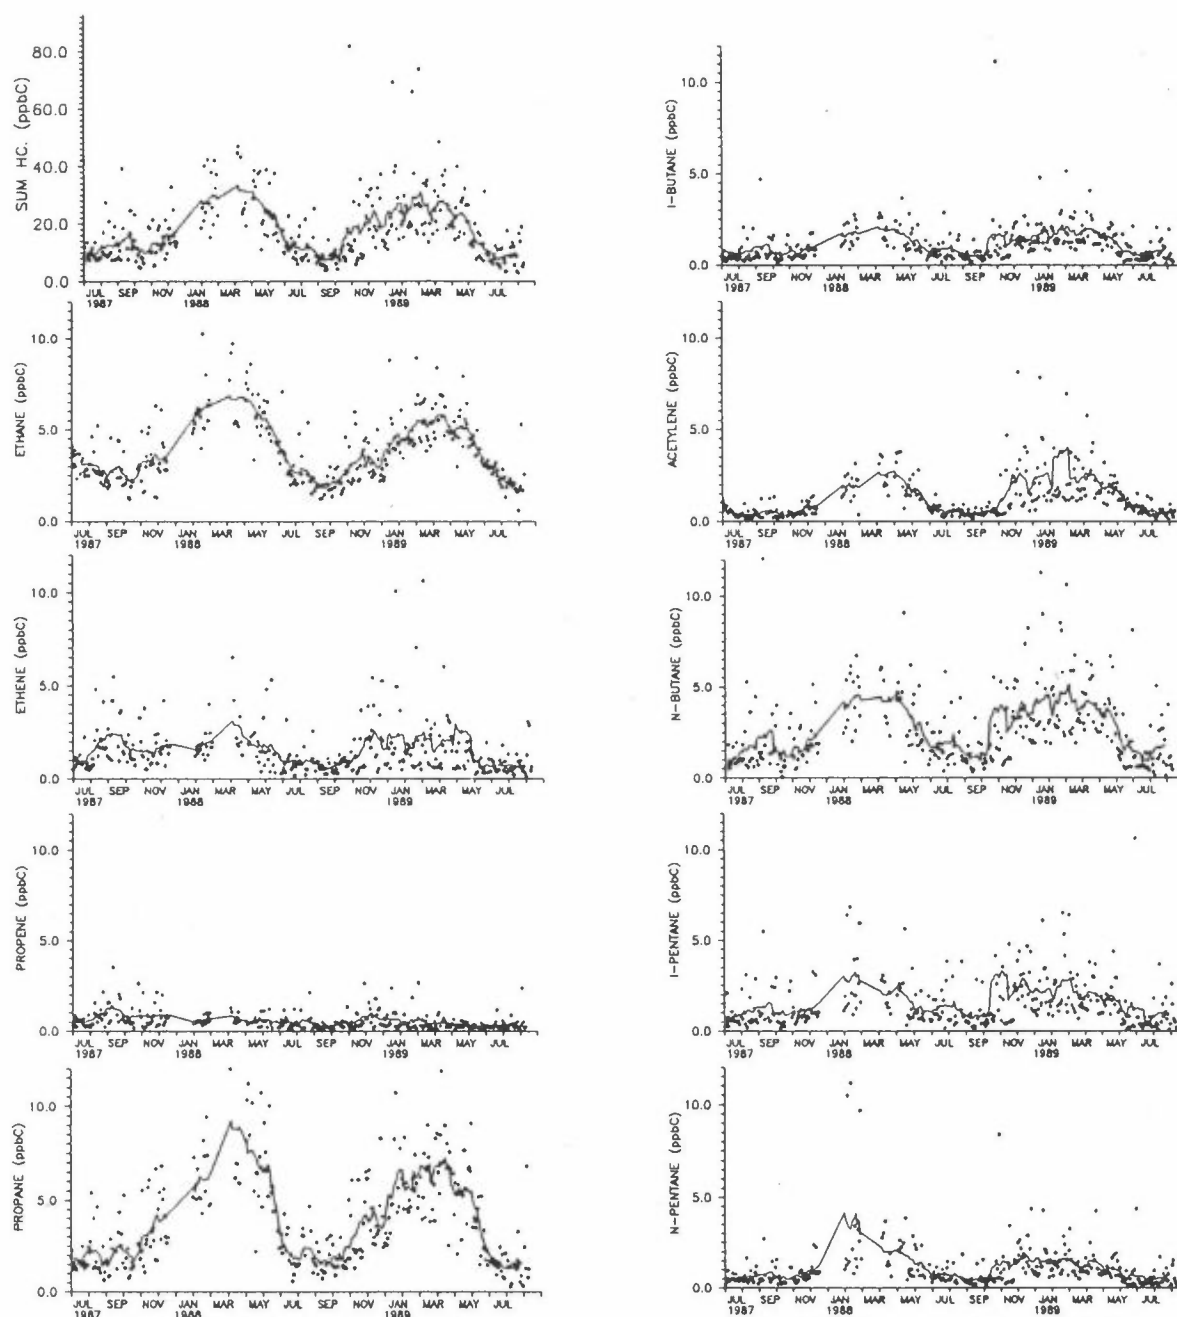 SUM HC. (ppbC)
80.0
60.0
40.0
20.0
0.0
JUL SEP NOV JAN MAR MAY JUL SEP NOV JAN MAR MAY JUL
1987 1988 1989
ETHANE (ppbC)
10.0
5.0
0.0
JUL SEP NOV JAN MAR MAY JUL SEP NOV JAN MAR MAY JUL
1987 1988 1989
ETHENE (ppbC)
10.0
5.0
0.0
JUL SEP NOV JAN MAR MAY JUL SEP NOV JAN MAR MAY JUL
1987 1988 1989
PROPENE (ppbC)
10.0
5.0
0.0
JUL SEP NOV JAN MAR MAY JUL SEP NOV JAN MAR MAY JUL
1987 1988 1989
PROPANE (ppbC)
10.0
5.0
0.0
JUL SEP NOV JAN MAR MAY JUL SEP NOV JAN MAR MAY JUL
1987 1988 1989
I-BUTANE (ppbC)
10.0
5.0
0.0
JUL SEP NOV JAN MAR MAY JUL SEP NOV JAN MAR MAY JUL
1987 1988 1989
ACETYLENE (ppbC)
10.0
5.0
0.0
JUL SEP NOV JAN MAR MAY JUL SEP NOV JAN MAR MAY JUL
1987 1988 1989
N-BUTANE (ppbC)
10.0
5.0
0.0
JUL SEP NOV JAN MAR MAY JUL SEP NOV JAN MAR MAY JUL
1987 1988 1989
I-PENTANE (ppbC)
10.0
5.0
0.0
JUL SEP NOV JAN MAR MAY JUL SEP NOV JAN MAR MAY JUL
1987 1988 1989
N-PENTANE (ppbC)
10.0
5.0
0.0
JUL SEP NOV JAN MAR MAY JUL SEP NOV JAN MAR MAY JUL
1987 1988 1989